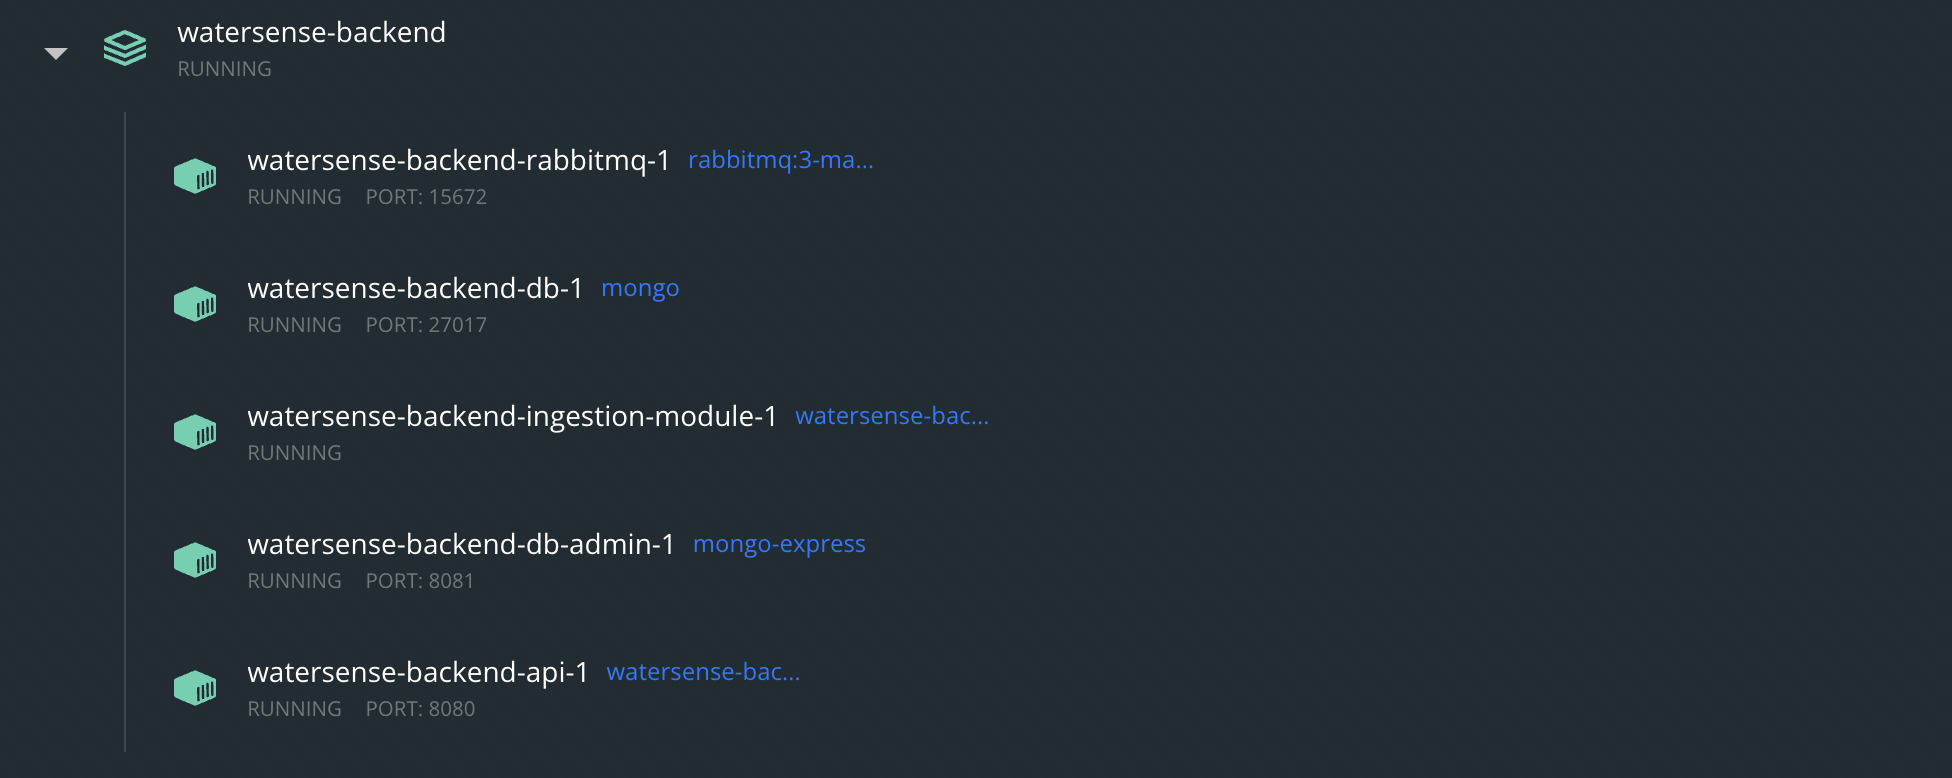 watersense-backend
RUNNING
watersense-backend-rabbitmq-1 rabbitmq:3-ma...
RUNNING PORT: 15672
watersense-backend-db-1 mongo
RUNNING PORT: 27017
watersense-backend-ingestion-module-1 watersense-bac...
RUNNING
watersense-backend-db-admin-1 mongo-express
RUNNING PORT: 8081
watersense-backend-api-1 watersense-bac...
RUNNING PORT: 8080